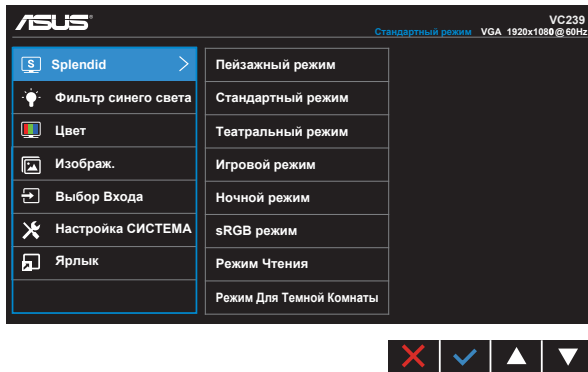 ASUS
VC239
Стандартный режим VGA 1920x1080@60Hz
S Splendid
Фильтр синего света
Цвет
Изображ.
Выбор Входа
Настройка СИСТЕМА
Ярлык
Пейзажный режим
Стандартный режим
Театральный режим
Игровой режим
Ночной режим
sRGB режим
Режим Чтения
Режим Для Темной Комнаты